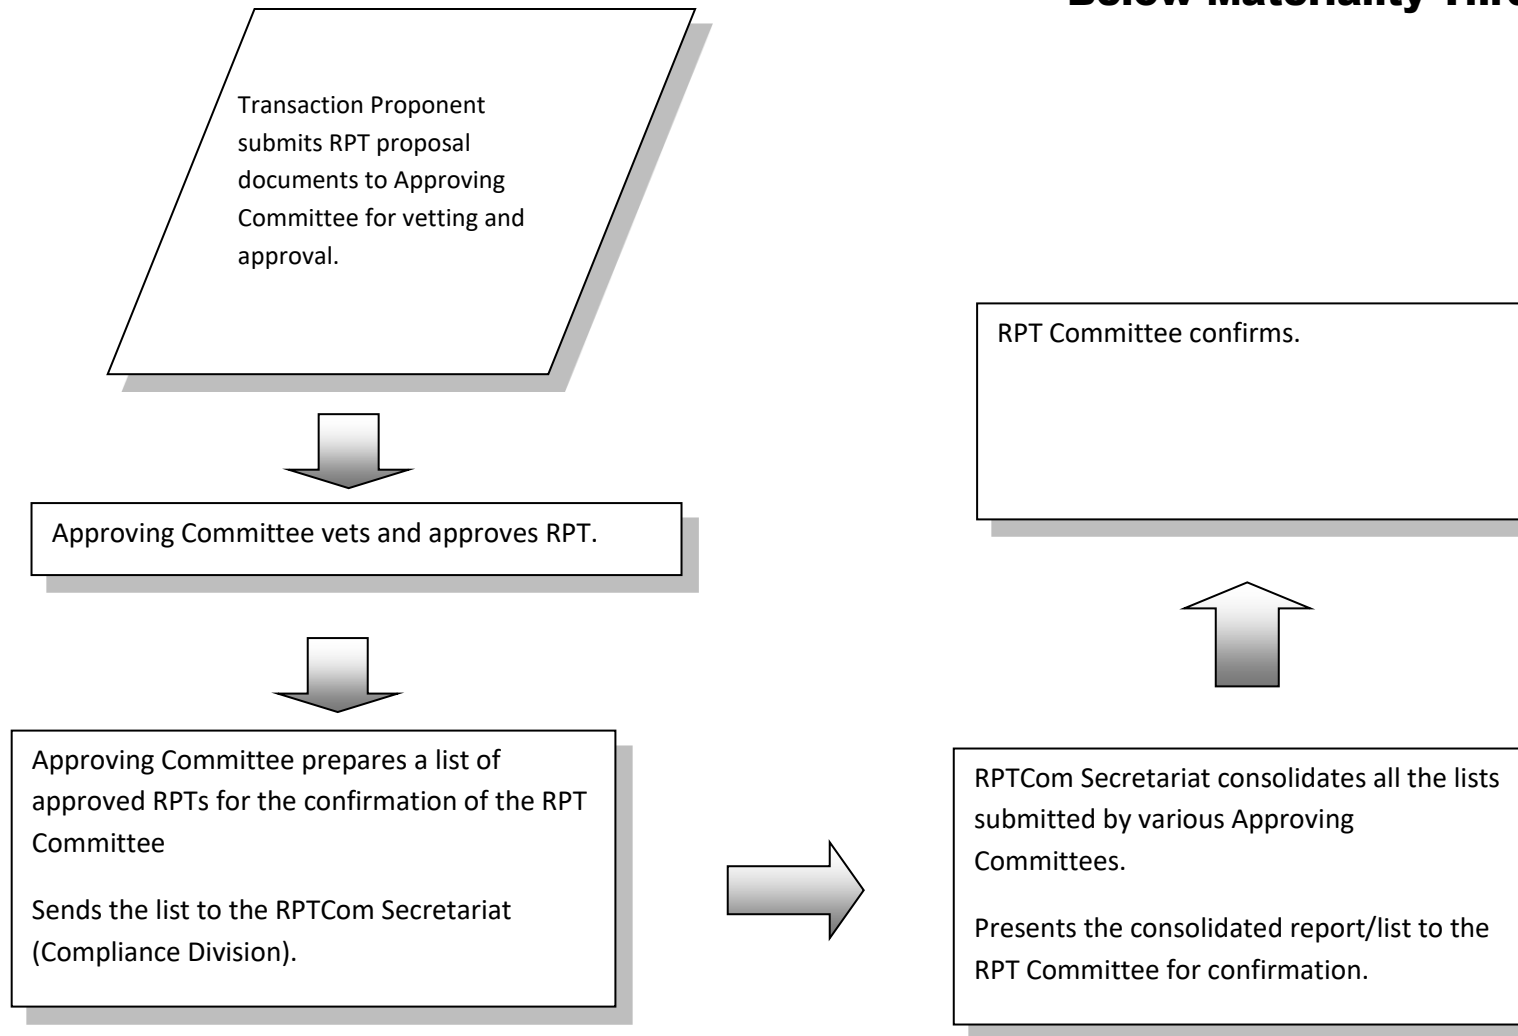 Below Materiality
Transaction Proponent
submits RPT proposal
documents to Approving
Committee for vetting and
approval.
Approving Committee vets and approves RPT.
Approving Committee prepares a list of
approved RPTs for the confirmation of the RPT
Committee
Sends the list to the RPTCom Secretariat
(Compliance Division).
RPTCom Secretariat consolidates all the lists
submitted by various Approving
Committees.
Presents the consolidated report/list to the
RPT Committee for confirmation.
RPT Committee confirms.